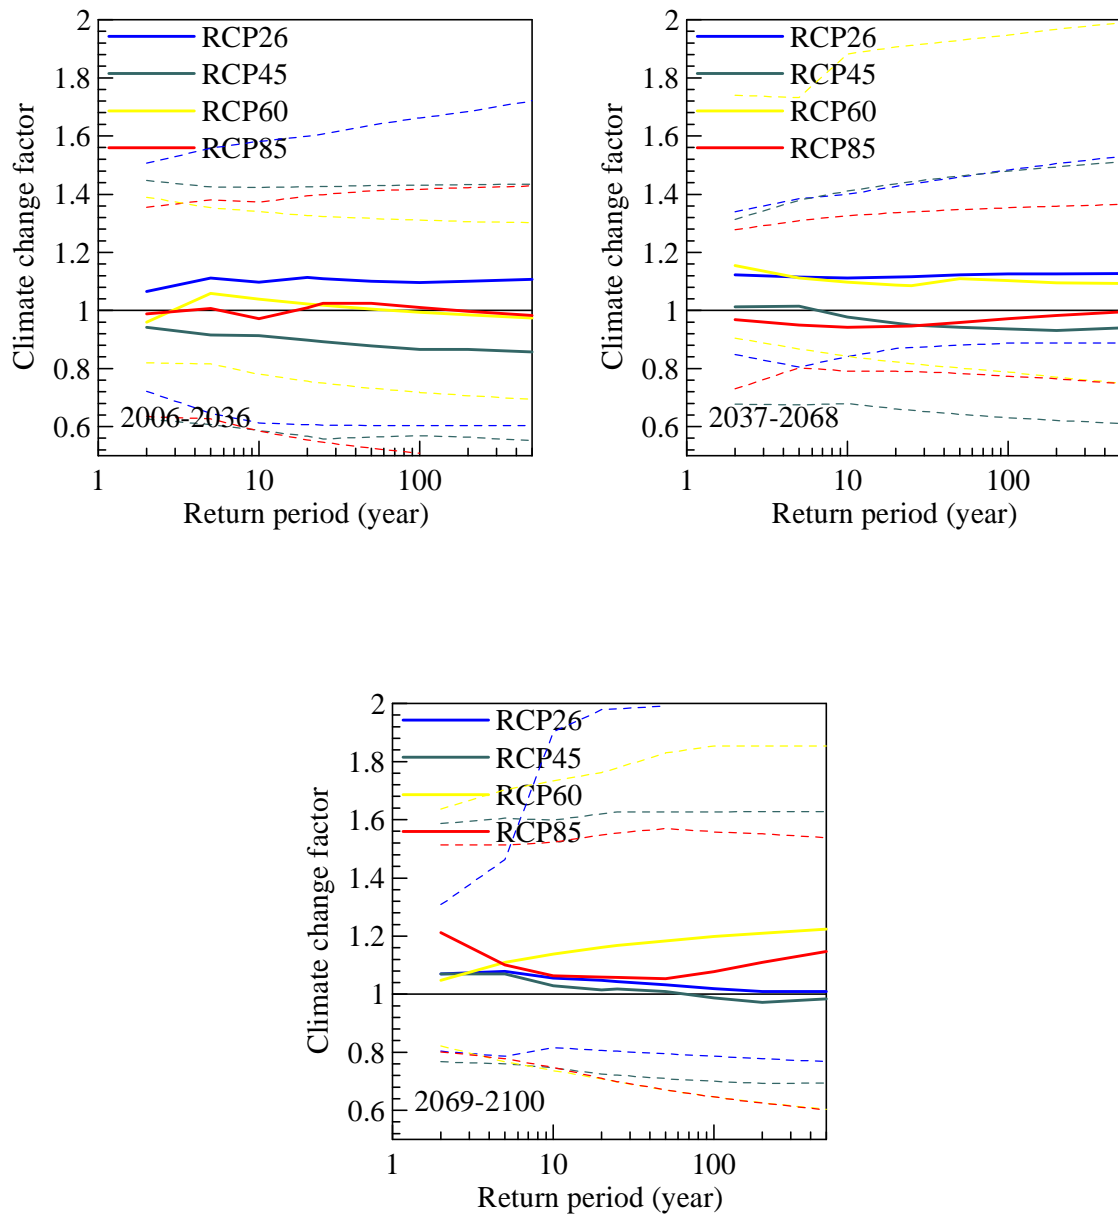 2
1.8
1.6
1.4
1.2
1
0.8
0.6
Climate change factor
RCP26
RCP45
RCP60
RCP85
2006-2036
1 10 100
Return period (year)
2
1.8
1.6
1.4
1.2
1
0.8
0.6
Climate change factor
RCP26
RCP45
RCP60
RCP85
2037-2068
1 10 100
Return period (year)
2
1.8
1.6
1.4
1.2
1
0.8
0.6
Climate change factor
RCP26
RCP45
RCP60
RCP85
2069-2100
1 10 100
Return period (year)